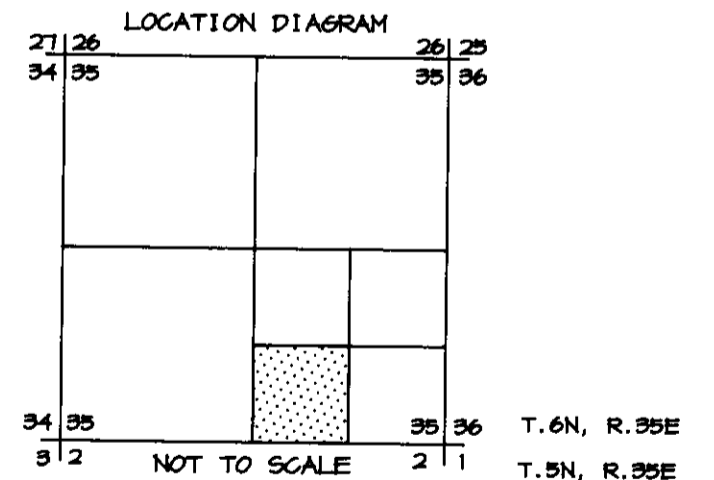 LOCATION DIAGRAM
27 26 26 25
34 35 35 36
34 35 35 36 T.6N, R.35E
3 2 NOT TO SCALE 2 1 T.5N, R.35E